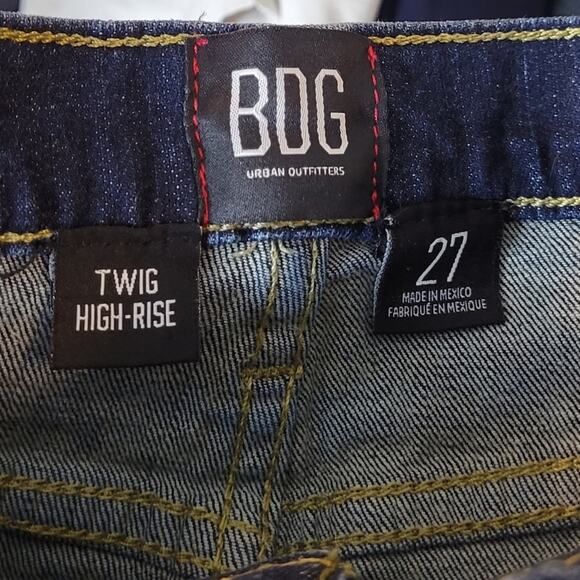 BDG
URBAN OUTFITTERS
TWIG
HIGH-RISE
27
MADE IN MEXICO
FABRIQUÉ EN MEXIQUE